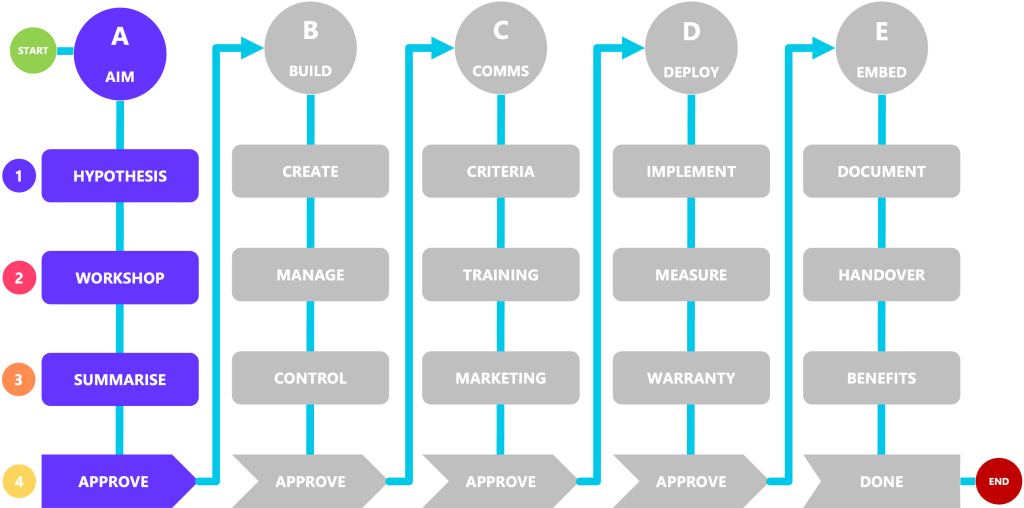 START
A
AIM
B
BUILD
C
COMMS
D
DEPLOY
E
EMBED
1
HYPOTHESIS
CREATE
CRITERIA
IMPLEMENT
DOCUMENT
2
WORKSHOP
MANAGE
TRAINING
MEASURE
HANDOVER
3
SUMMARISE
CONTROL
MARKETING
WARRANTY
BENEFITS
4
APPROVE
APPROVE
APPROVE
APPROVE
DONE
END